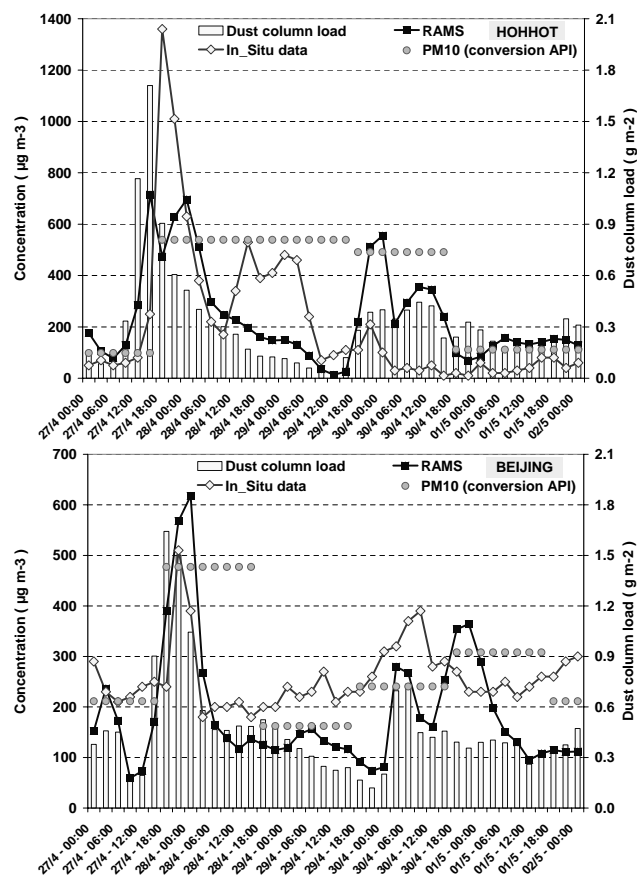 1400
1200
1000
800
600
400
200
0
Concentration ( µg m-3 )
Dust column load
RAMS
HOHHOT
In_Situ data
PM10 (conversion API)
2.1
1.8
1.5
1.2
0.9
0.6
0.3
0.0
Dust column load ( g m-2 )
27/4 00:00
27/4 06:00
27/4 12:00
27/4 18:00
28/4 00:00
28/4 06:00
28/4 12:00
28/4 18:00
29/4 00:00
29/4 06:00
29/4 12:00
29/4 18:00
30/4 00:00
30/4 06:00
30/4 12:00
30/4 18:00
01/5 00:00
01/5 06:00
01/5 12:00
01/5 18:00
02/5 00:00
700
600
500
400
300
200
100
0
Concentration ( µg m-3 )
Dust column load
RAMS
BEIJING
In_Situ data
PM10 (conversion API)
2.1
1.8
1.5
1.2
0.9
0.6
0.3
0.0
Dust column load ( g m-2 )
27/4 - 00:00
27/4 - 06:00
27/4 - 12:00
27/4 - 18:00
28/4 - 00:00
28/4 - 06:00
28/4 - 12:00
28/4 - 18:00
29/4 - 00:00
29/4 - 06:00
29/4 - 12:00
29/4 - 18:00
30/4 - 00:00
30/4 - 06:00
30/4 - 12:00
30/4 - 18:00
01/5 - 00:00
01/5 - 06:00
01/5 - 12:00
01/5 - 18:00
02/5 - 00:00